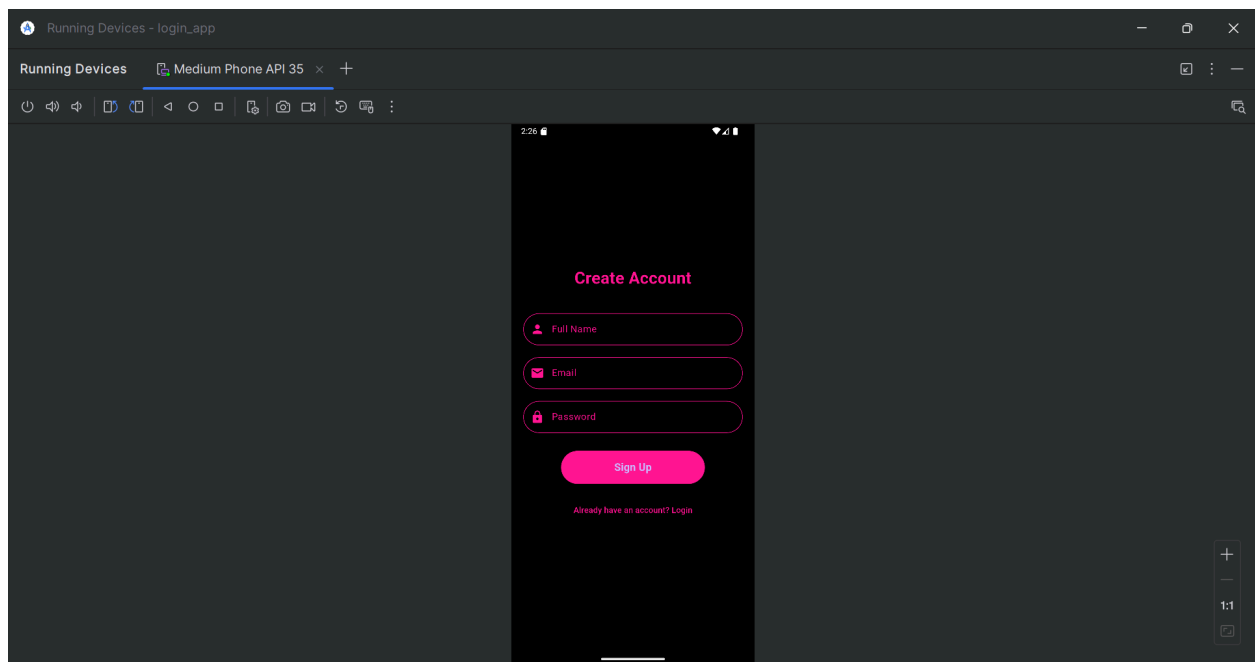 Running Devices - login_app
Running Devices
Medium Phone API 35
2:26
Create Account
Full Name
Email
Password
Sign Up
Already have an account? Login
1:1